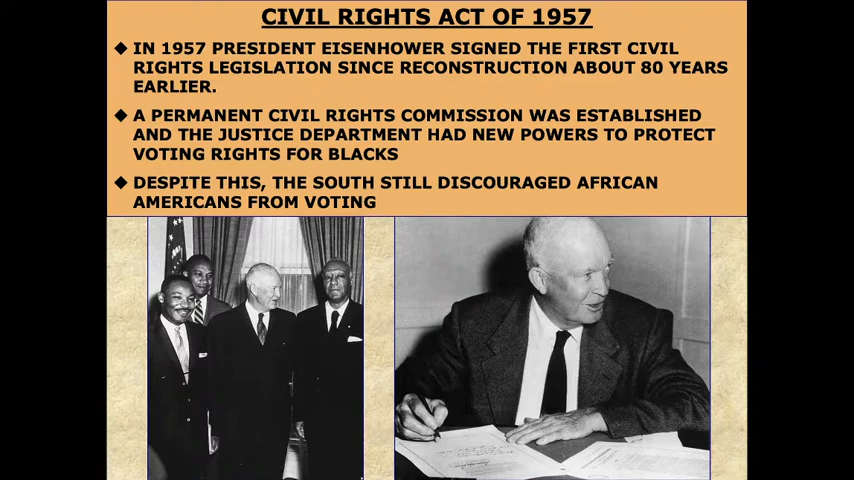 CIVIL RIGHTS ACT OF 1957
◆ IN 1957 PRESIDENT EISENHOWER SIGNED THE FIRST CIVIL
RIGHTS LEGISLATION SINCE RECONSTRUCTION ABOUT 80 YEARS
EARLIER.
◆ A PERMANENT CIVIL RIGHTS COMMISSION WAS ESTABLISHED
AND THE JUSTICE DEPARTMENT HAD NEW POWERS TO PROTECT
VOTING RIGHTS FOR BLACKS
◆ DESPITE THIS, THE SOUTH STILL DISCOURAGED AFRICAN
AMERICANS FROM VOTING